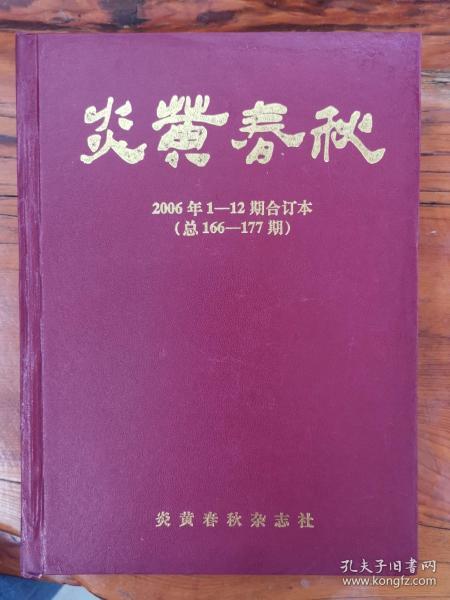 炎黄春秋
2006年1—12期合订本
(总166—177期)
炎黄春秋杂志社
孔夫子旧书网
www.kongfz.com